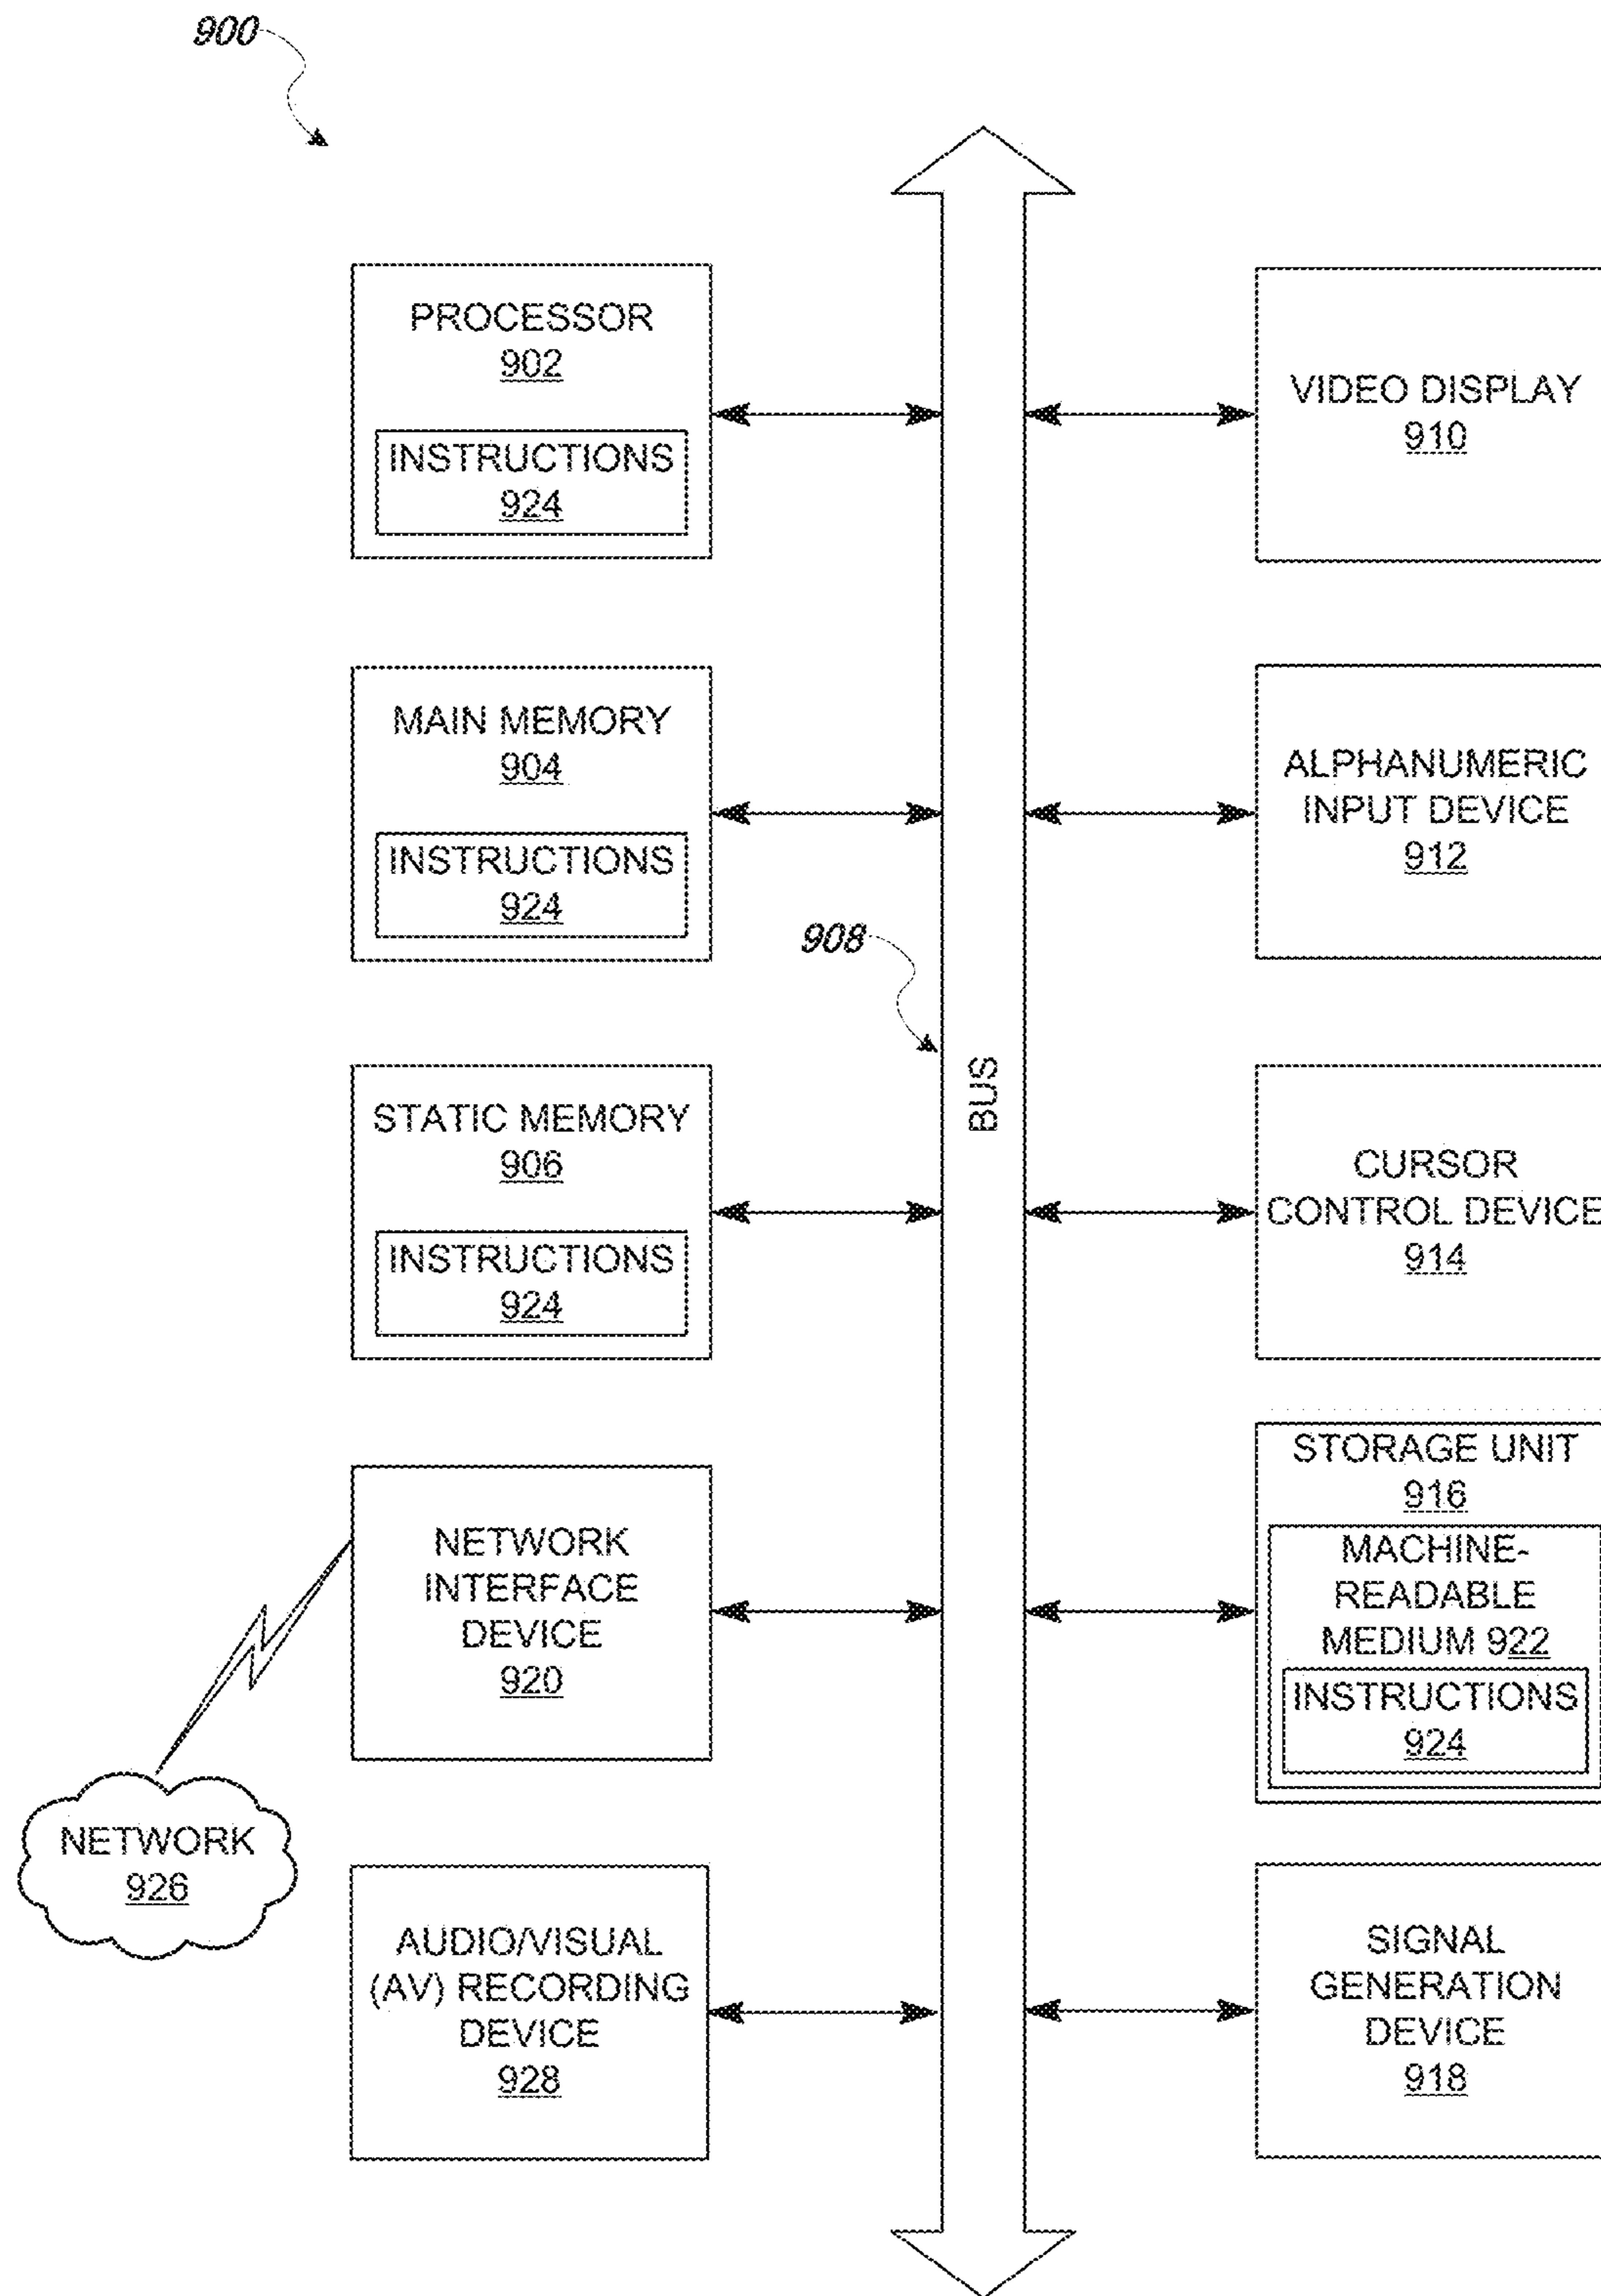 900
PROCESSOR
902
INSTRUCTIONS
924
VIDEO DISPLAY
910
MAIN MEMORY
904
INSTRUCTIONS
924
ALPHANUMERIC
INPUT DEVICE
912
908
BUS
STATIC MEMORY
906
INSTRUCTIONS
924
CURSOR
CONTROL DEVICE
914
NETWORK
INTERFACE
DEVICE
920
STORAGE UNIT
916
MACHINE-
READABLE
MEDIUM 922
INSTRUCTIONS
924
NETWORK
926
AUDIO/VISUAL
(AV) RECORDING
DEVICE
928
SIGNAL
GENERATION
DEVICE
918